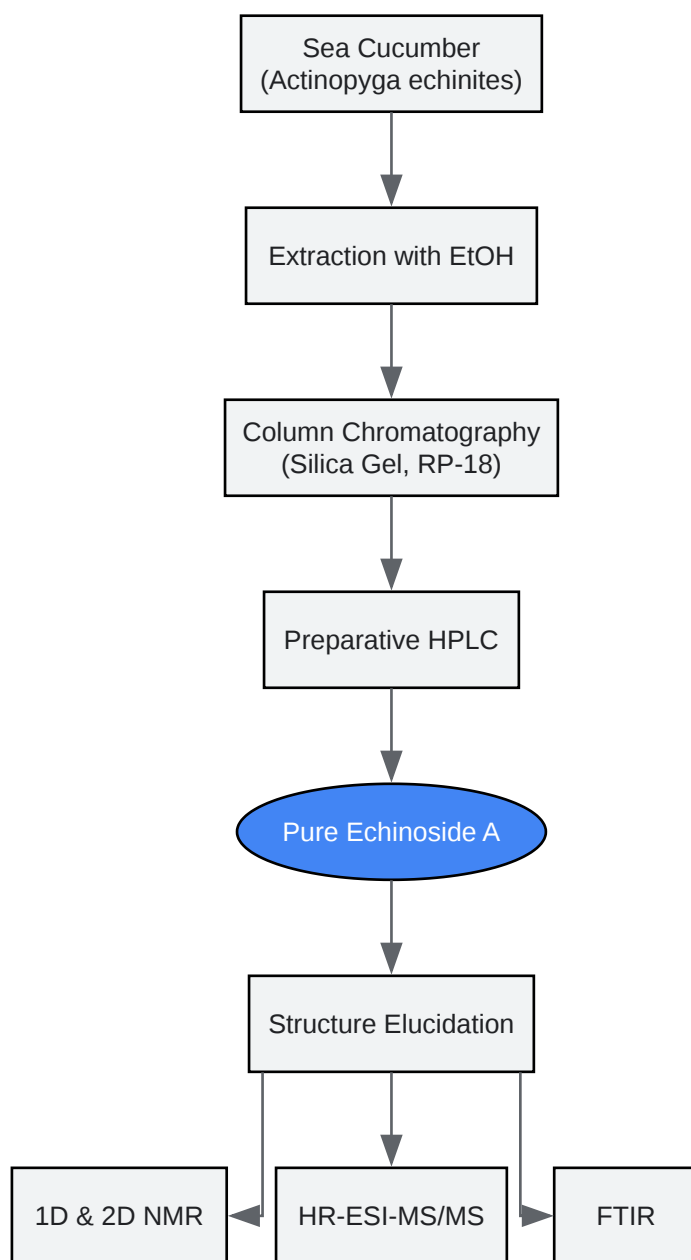 Sea Cucumber
(Actinopyga echinites)
Extraction with EtOH
Column Chromatography
(Silica Gel, RP-18)
Preparative HPLC
Pure Echinoside A
Structure Elucidation
1D & 2D NMR
HR-ESI-MS/MS
FTIR